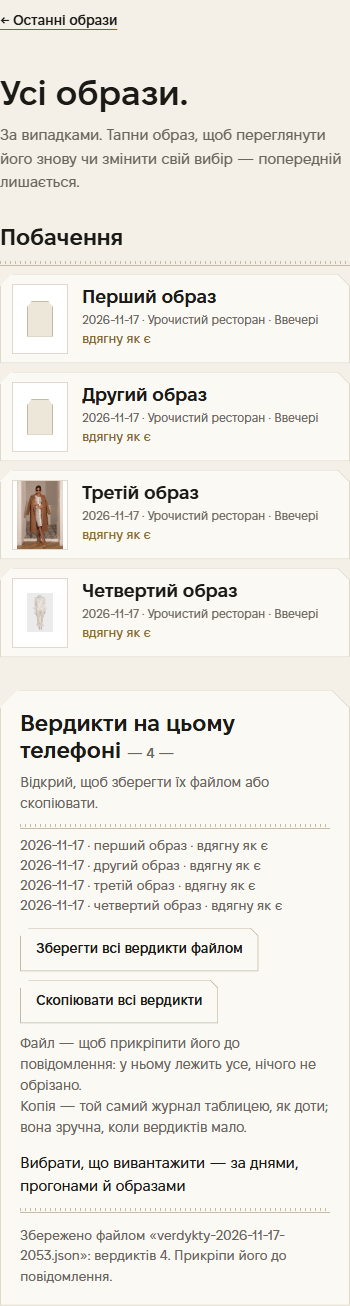 ← Останні образи
Усі образи.
За випадками. Тапни образ, щоб переглянути
його знову чи змінити свій вибір — попередній
лишається.
Побачення
Перший образ
2026-11-17 · Урочистий ресторан · Ввечері
вдягну як є
Другий образ
2026-11-17 · Урочистий ресторан · Ввечері
вдягну як є
Третій образ
2026-11-17 · Урочистий ресторан · Ввечері
вдягну як є
Четвертий образ
2026-11-17 · Урочистий ресторан · Ввечері
вдягну як є
Вердикти на цьому
телефоні — 4 —
Відкрий, щоб зберегти їх файлом або
скопіювати.
2026-11-17 · перший образ · вдягну як є
2026-11-17 · другий образ · вдягну як є
2026-11-17 · третій образ · вдягну як є
2026-11-17 · четвертий образ · вдягну як є
Зберегти всі вердикти файлом
Скопіювати всі вердикти
Файл — щоб прикріпити його до
повідомлення: у ньому лежить усе, нічого не
обрізано.
Копія — той самий журнал таблицею, як доти;
вона зручна, коли вердиктів мало.
Вибрати, що вивантажити — за днями,
прогонами й образами
Збережено файлом «verdykty-2026-11-17-
2053.json»: вердиктів 4. Прикріпи його до
повідомлення.